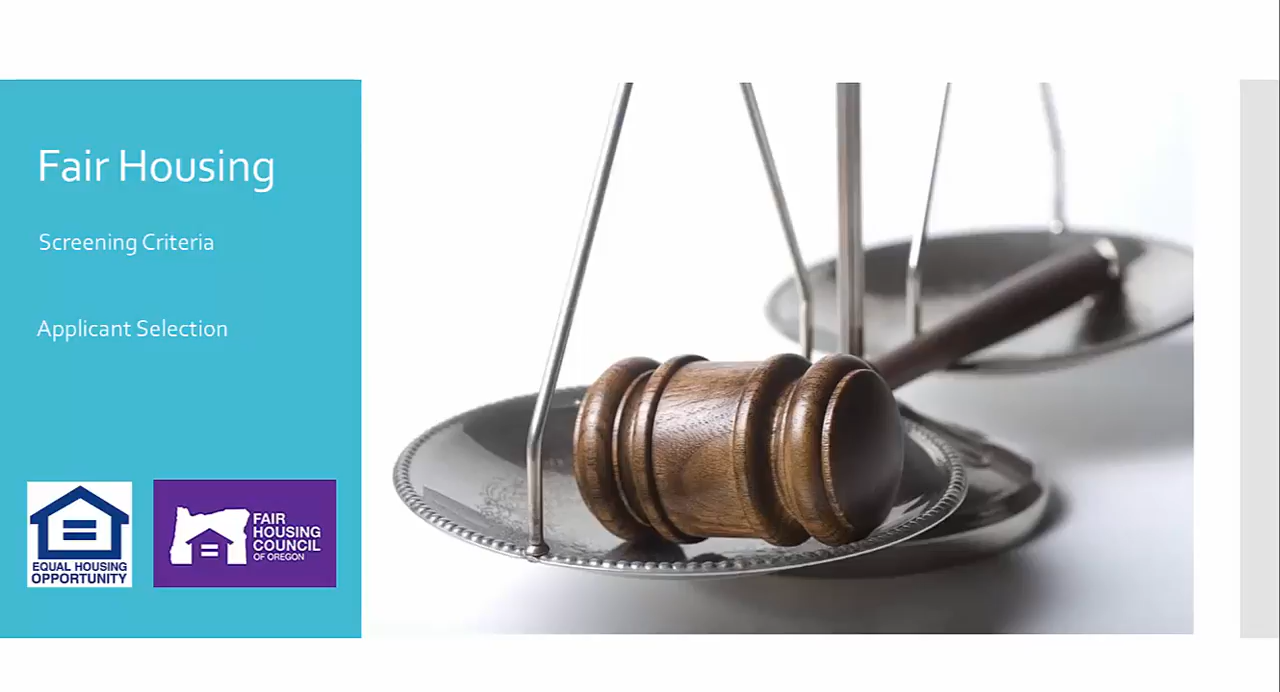 Fair Housing
Screening Criteria
Applicant Selection
EQUAL HOUSING
OPPORTUNITY
FAIR
HOUSING
COUNCIL
OF OREGON